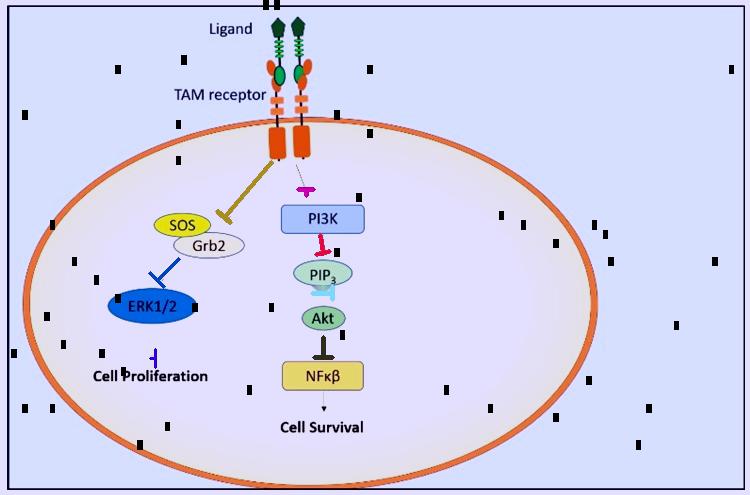 Ligand
TAM receptor
SOS
Grb2
PI3K
PIP3
ERK1/2
Akt
Cell Proliferation
NFκβ
Cell Survival